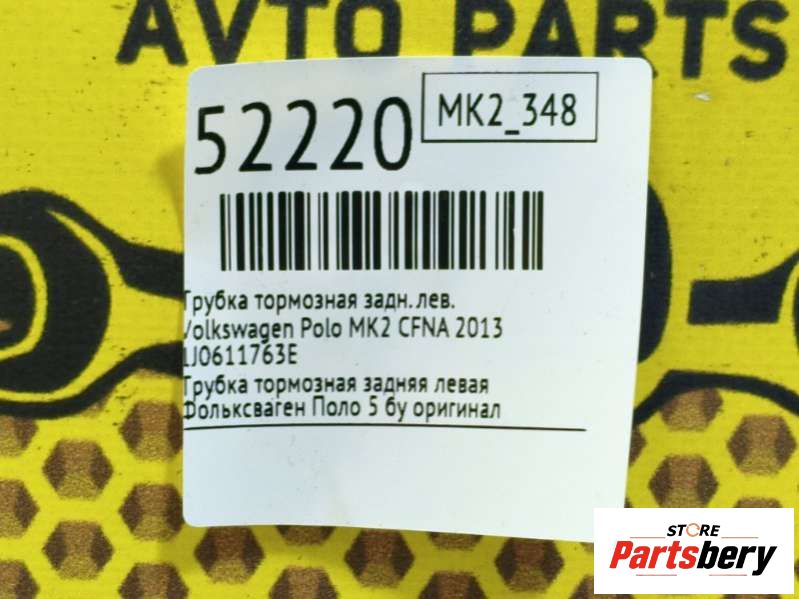 AVTO PARTS
52220
MK2_348
Трубка тормозная задн. лев.
Volkswagen Polo MK2 CFNA 2013
1J0611763E
Трубка тормозная задняя левая
Фольксваген Поло 5 бу оригинал
STORE
Partsbery